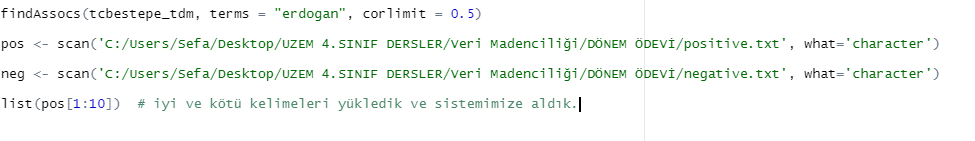 findAssocs(tcbestepe_tdm, terms = "erdogan", corlimit = 0.5)
pos <- scan('C:/Users/Sefa/Desktop/UZEM 4.SINIF DERSLER/Veri Madenciliği/DÖNEM ÖDEVİ/positive.txt', what='character')
neg <- scan('C:/Users/Sefa/Desktop/UZEM 4.SINIF DERSLER/Veri Madenciliği/DÖNEM ÖDEVİ/negative.txt', what='character')
list(pos[1:10])  # iyi ve kötü kelimeleri yükledik ve sistemimize aldık.